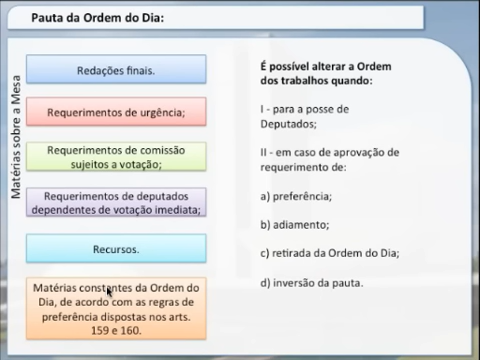 Pauta da Ordem do Dia:
Matérias sobre a Mesa
Redações finais.
Requerimentos de urgência;
Requerimentos de comissão
sujeitos a votação;
Requerimentos de deputados
dependentes de votação imediata;
Recursos.
Matérias constantes da Ordem do
Dia, de acordo com as regras de
preferência dispostas nos arts.
159 e 160.
É possível alterar a Ordem
dos trabalhos quando:
I - para a posse de
Deputados;
II - em caso de aprovação de
requerimento de:
a) preferência;
b) adiamento;
c) retirada da Ordem do Dia;
d) inversão da pauta.